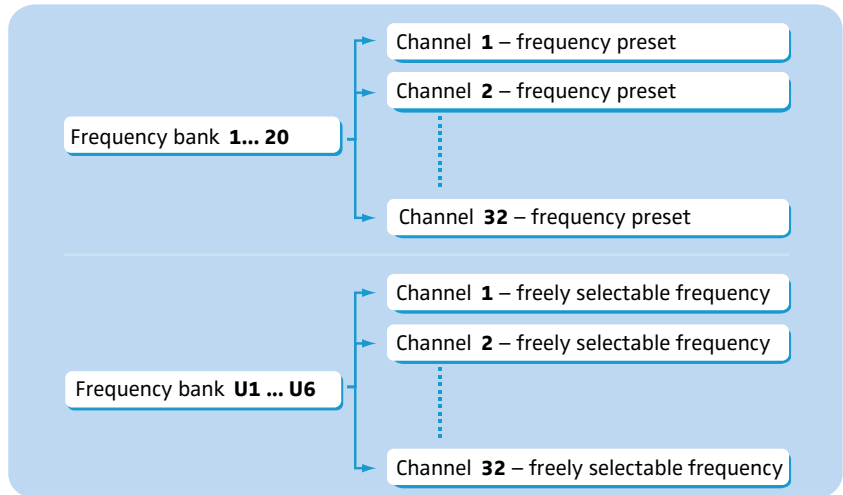 Channel 1 – frequency preset
Channel 2 – frequency preset
Frequency bank 1... 20
Channel 32 – frequency preset
Channel 1 – freely selectable frequency
Channel 2 – freely selectable frequency
Frequency bank U1 ... U6
Channel 32 – freely selectable frequency